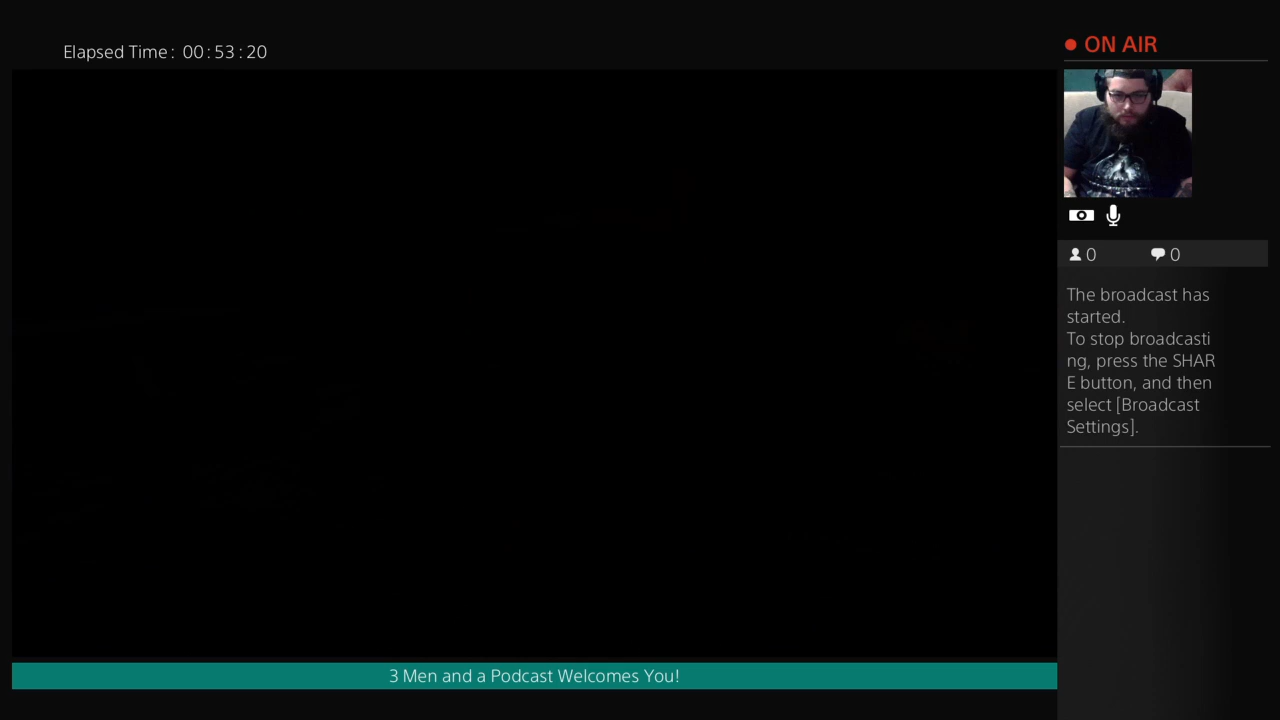 Elapsed Time: 00:53:20
ON AIR
0 0
The broadcast has
started.
To stop broadcasti
ng, press the SHAR
E button, and then
select [Broadcast
Settings].
3 Men and a Podcast Welcomes You!